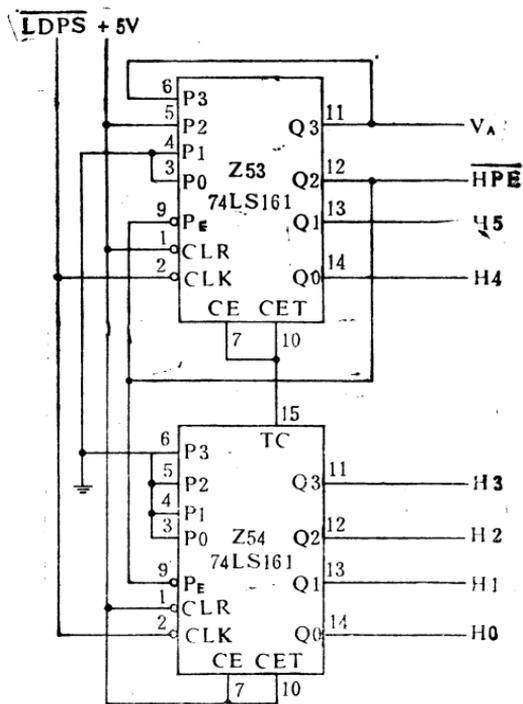 LDPS + 5V
6 P3
5 P2
4 P1
3 P0
9 PE
1 CLR
2 CLK
Z53
74LS161
Q3 11 VA
Q2 12 HPE
Q1 13 H5
Q0 14 H4
CE CET
7 10
15
TC
6 P3
5 P2
4 P1
3 P0
9 PE
1 CLR
2 CLK
Z54
74LS161
Q3 11 H3
Q2 12 H2
Q1 13 H1
Q0 14 H0
CE CET
7 10